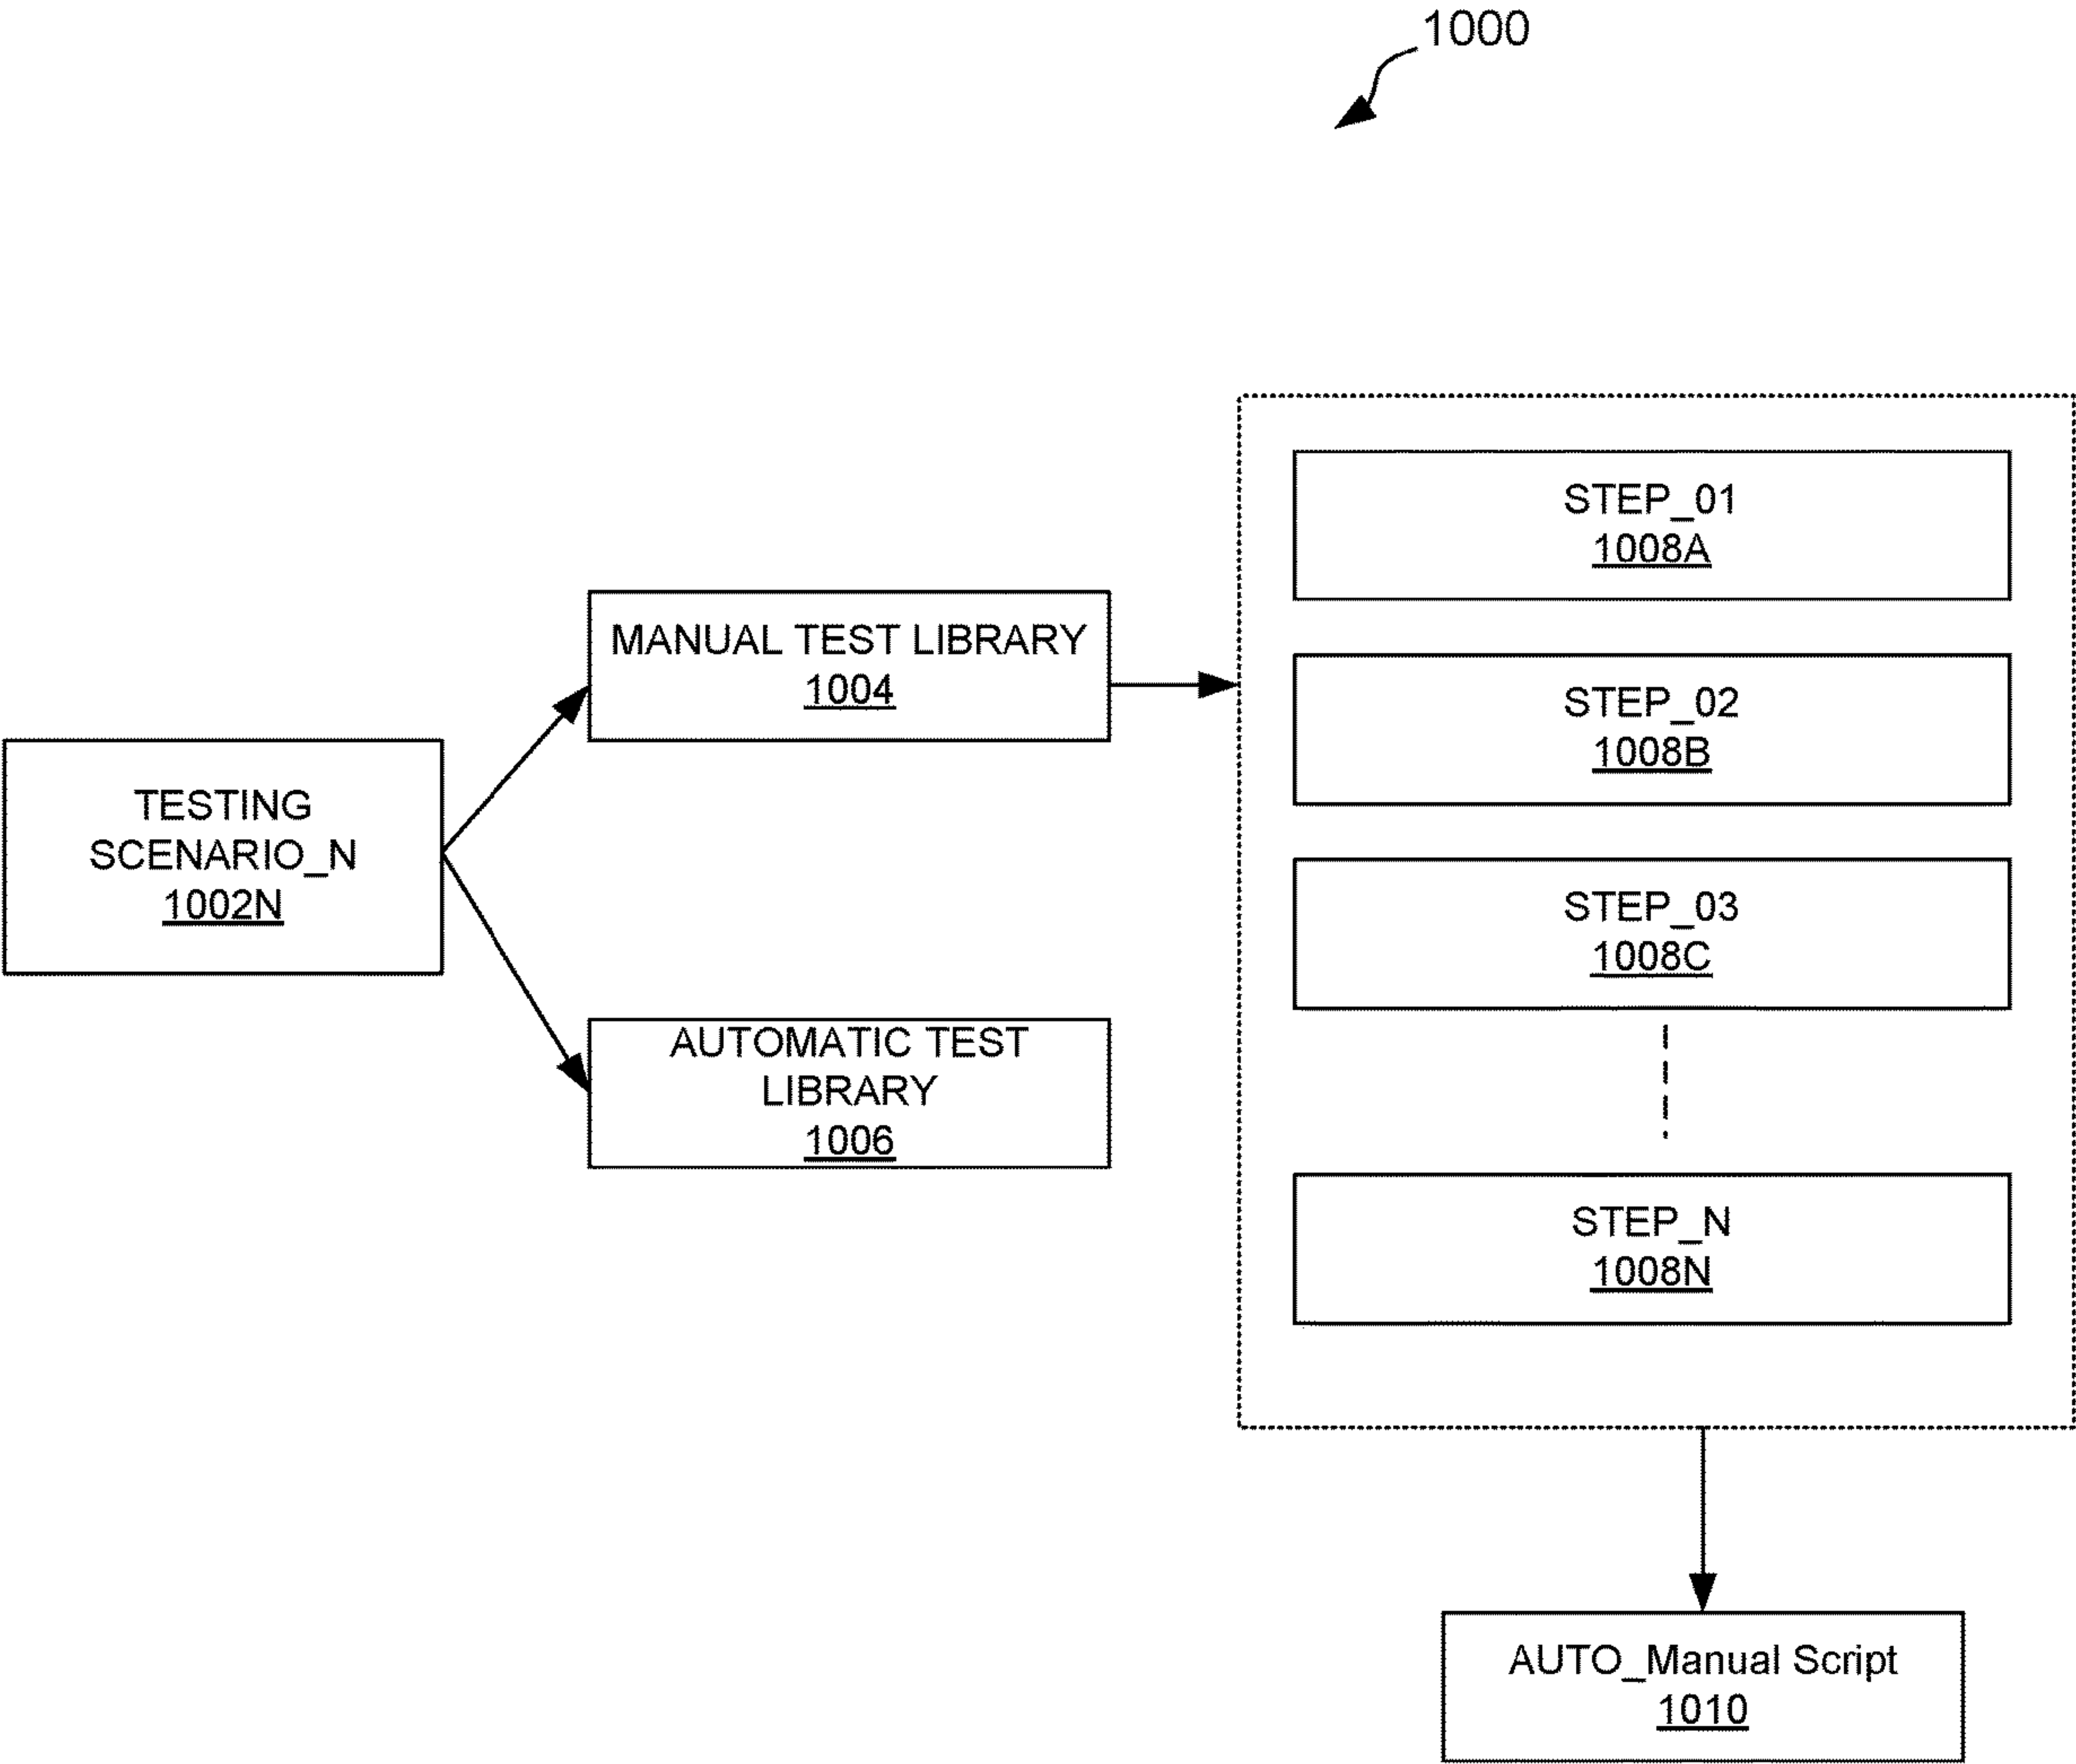 1000
STEP_01
1008A
MANUAL TEST LIBRARY
1004
STEP_02
1008B
TESTING
SCENARIO_N
1002N
STEP_03
1008C
AUTOMATIC TEST
LIBRARY
1006
STEP_N
1008N
AUTO_Manual Script
1010